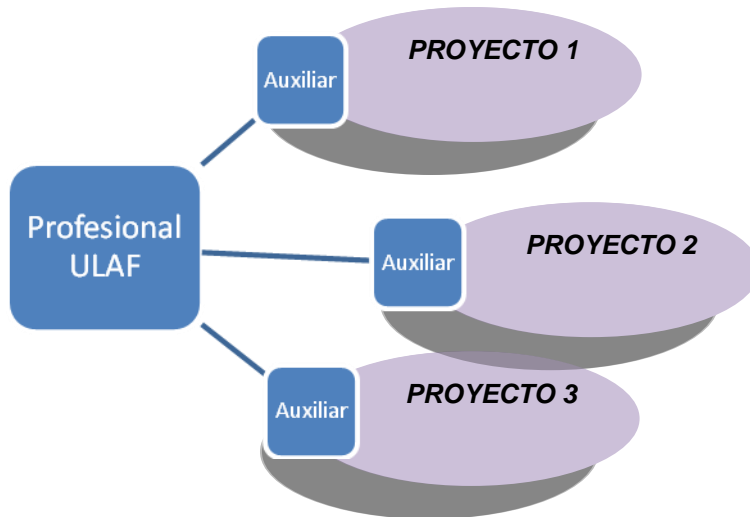 PROYECTO 1
Auxiliar
Profesional
ULAF
PROYECTO 2
Auxiliar
PROYECTO 3
Auxiliar